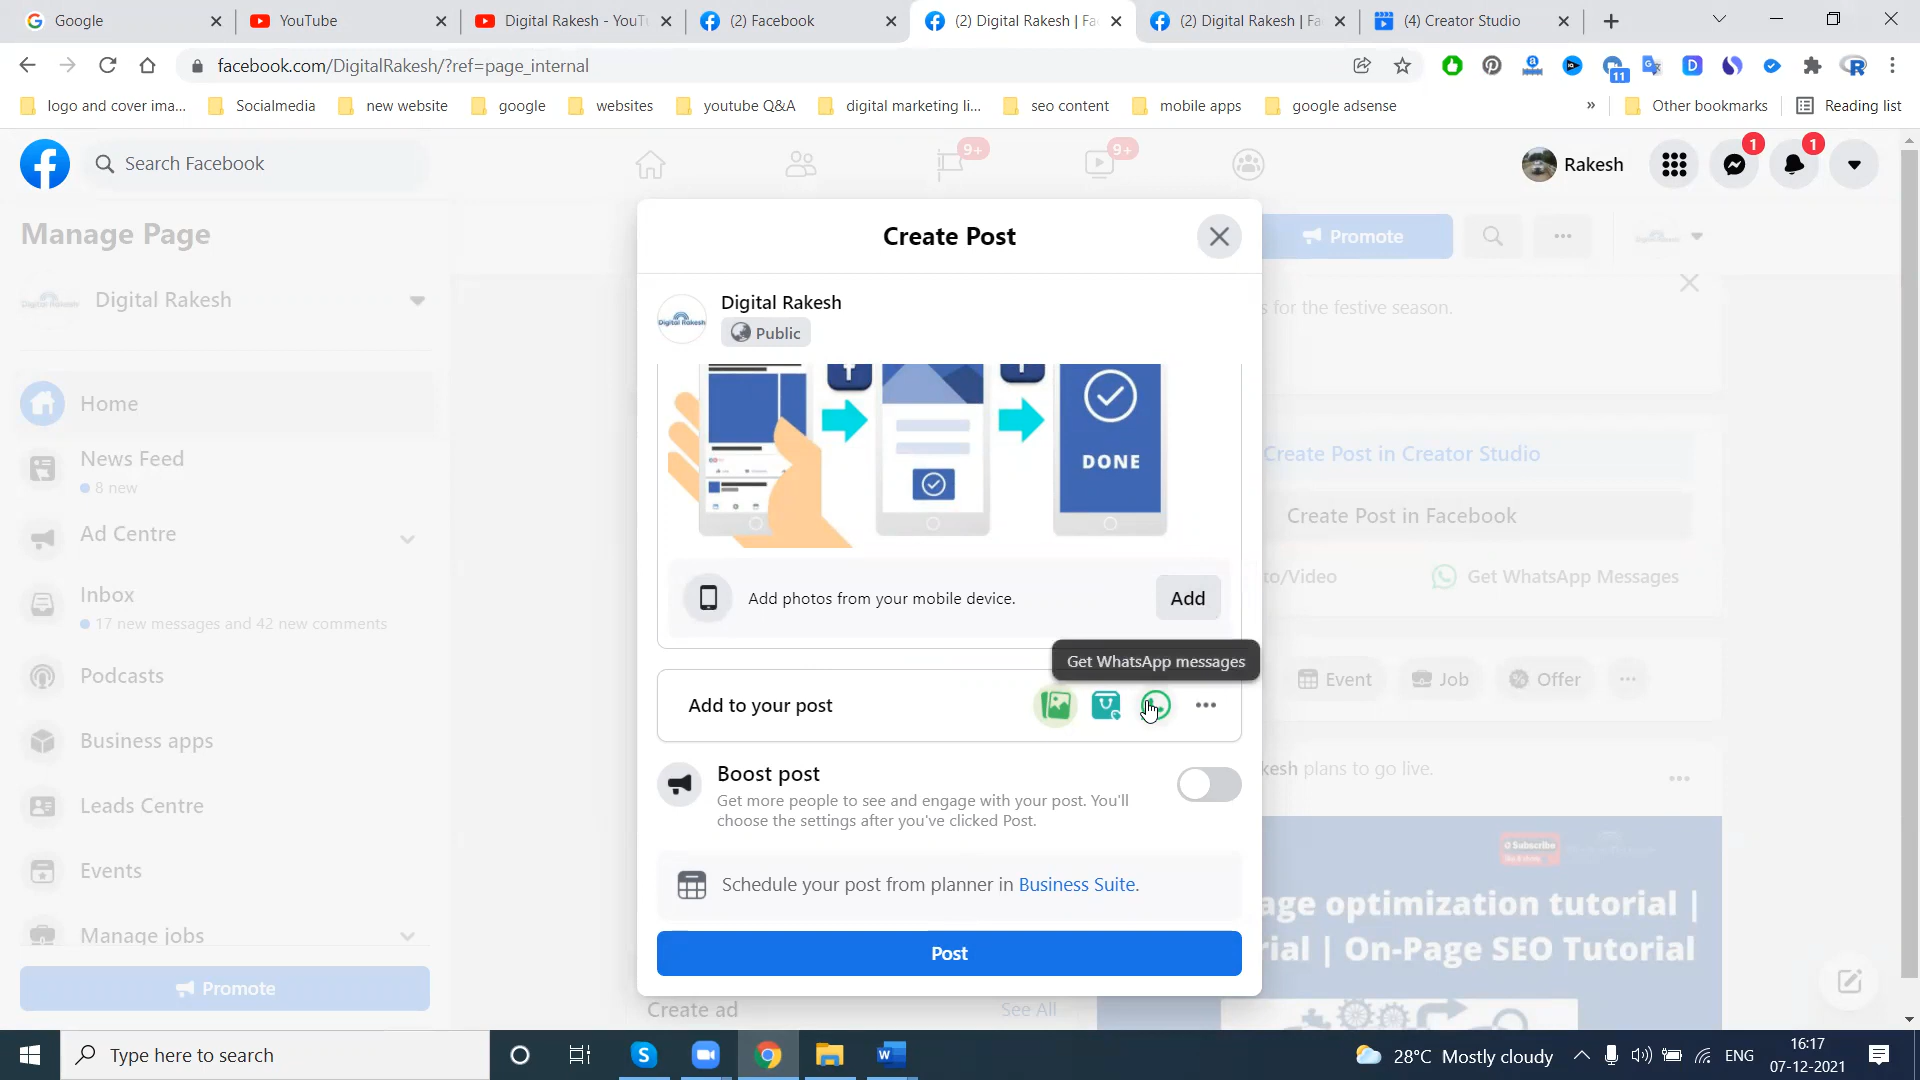 Google
YouTube
Digital Rakesh - YouTu
(2) Facebook
(2) Digital Rakesh | Fa
(2) Digital Rakesh | Fa
(4) Creator Studio
facebook.com/DigitalRakesh/?ref=page_internal
11
logo and cover ima...
Socialmedia
new website
google
websites
youtube Q&A
digital marketing li...
seo content
mobile apps
google adsense
»
Other bookmarks
Reading list
Search Facebook
9+
9+
Rakesh
1
1
Manage Page
Create Post
Promote
Digital Rakesh
Digital Rakesh
Public
s for the festive season.
Home
DONE
Create Post in Creator Studio
News Feed
8 new
Create Post in Facebook
Ad Centre
to/Video
Get WhatsApp Messages
Inbox
17 new messages and 42 new comments
Add photos from your mobile device.
Add
Get WhatsApp messages
Podcasts
Event
Job
Offer
Add to your post
Business apps
Boost post
Get more people to see and engage with your post. You'll
choose the settings after you've clicked Post.
kesh plans to go live.
Leads Centre
Subscribe
Events
Schedule your post from planner in Business Suite.
age optimization tutorial |
rial | On-Page SEO Tutorial
Manage jobs
Post
Promote
Create ad
See All
Type here to search
28°C Mostly cloudy
ENG
16:17
07-12-2021